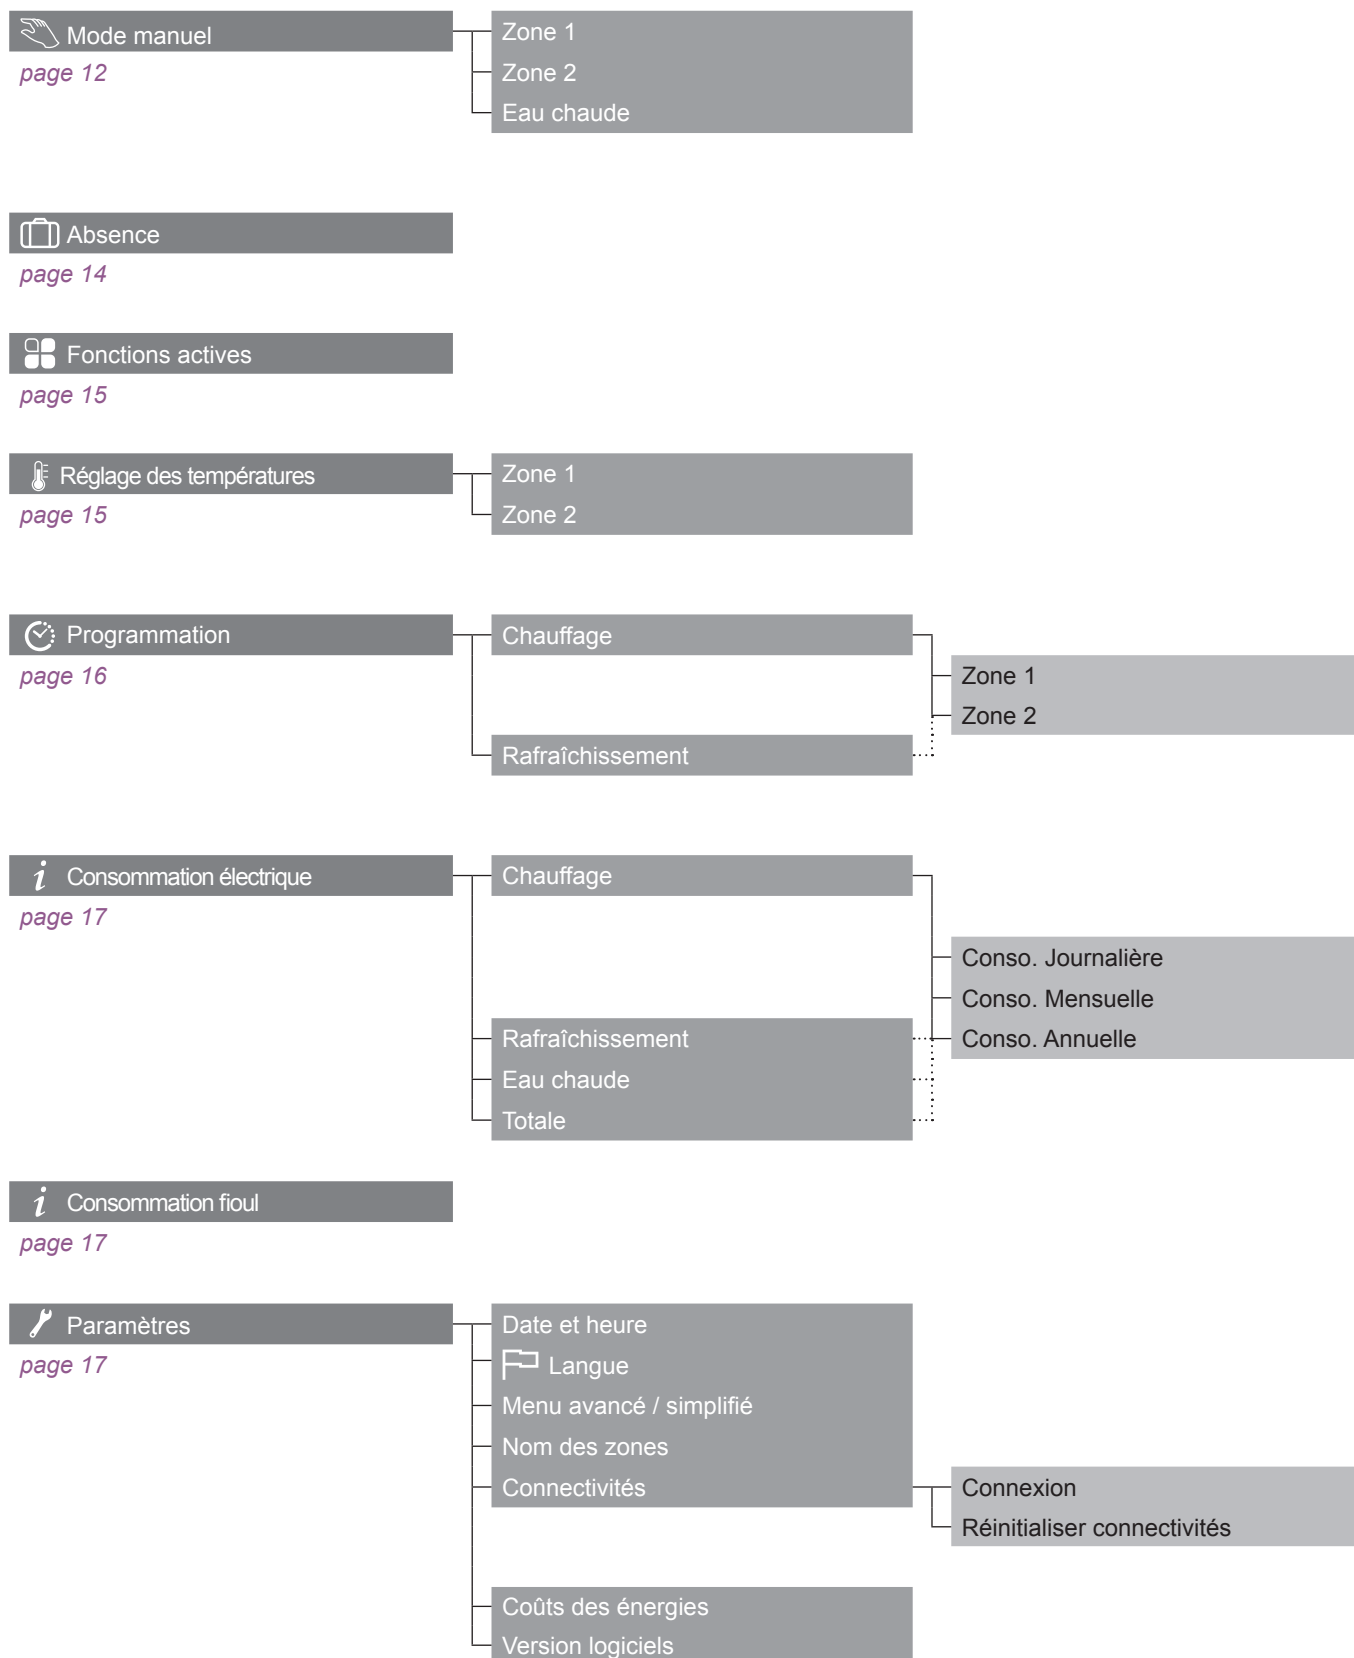 Mode manuel
page 12
Zone 1
Zone 2
Eau chaude
Absence
page 14
Fonctions actives
page 15
Réglage des températures
page 15
Zone 1
Zone 2
Programmation
page 16
Chauffage
Zone 1
Zone 2
Rafraîchissement
Consommation électrique
page 17
Chauffage
Conso. Journalière
Conso. Mensuelle
Conso. Annuelle
Rafraîchissement
Eau chaude
Totale
Consommation fioul
page 17
Paramètres
page 17
Date et heure
Langue
Menu avancé / simplifié
Nom des zones
Connectivités
Connexion
Réinitialiser connectivités
Coûts des énergies
Version logiciels